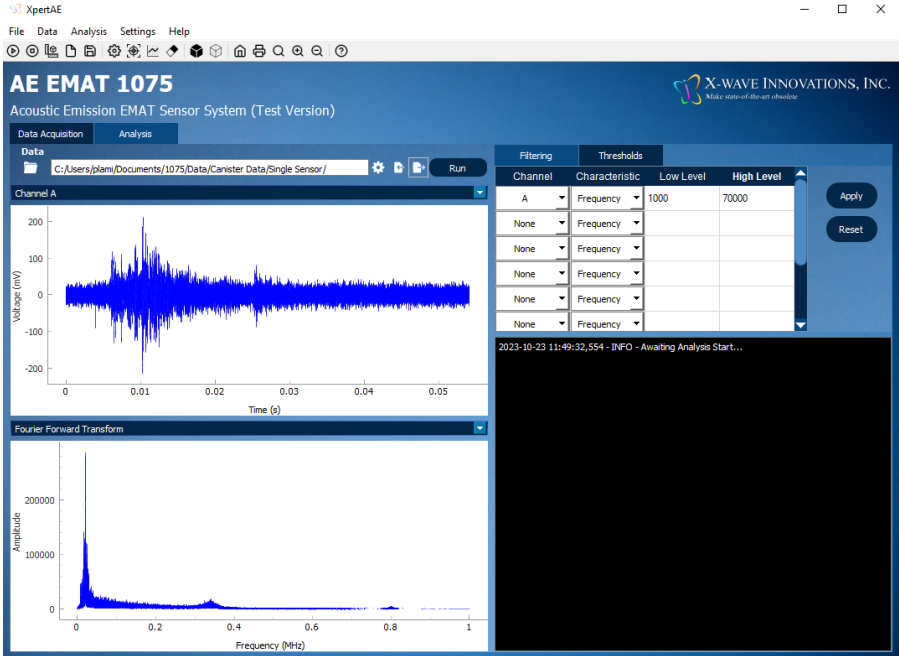 XpertAE
File Data Analysis Settings Help
AE EMAT 1075
Acoustic Emission EMAT Sensor System (Test Version)
X-WAVE INNOVATIONS, INC.
Make state-of-the-art obsolete
Data Acquisition Analysis
Data
C:/Users/plami/Documents/1075/Data/Canister Data/Single Sensor/
Run
Channel A
200
100
0
-100
-200
Voltage (mV)
0 0.01 0.02 0.03 0.04 0.05
Time (s)
Fourier Forward Transform
200000
100000
0
Amplitude
0 0.2 0.4 0.6 0.8 1
Frequency (MHz)
Filtering Thresholds
Channel Characteristic Low Level High Level
A Frequency 1000 70000
None Frequency
None Frequency
None Frequency
None Frequency
None Frequency
Apply
Reset
2023-10-23 11:49:32,554 - INFO - Awaiting Analysis Start...